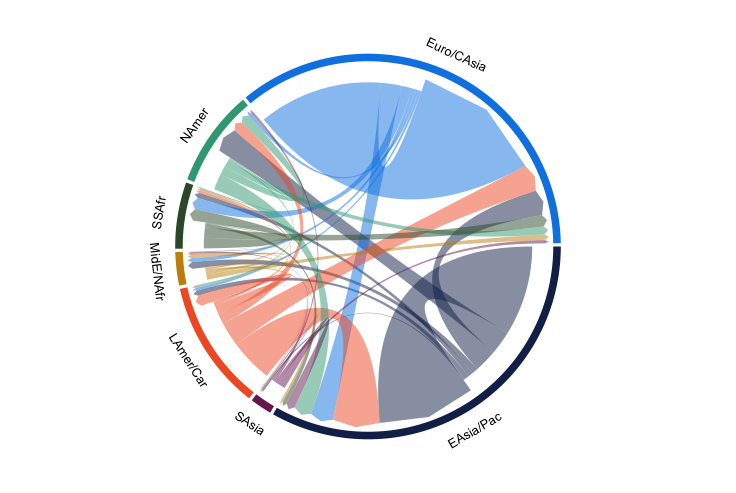 Euro/CAsia
NAmer
SSAfr
MidE/NAfr
LAmer/Car
SAsia
EAsia/Pac